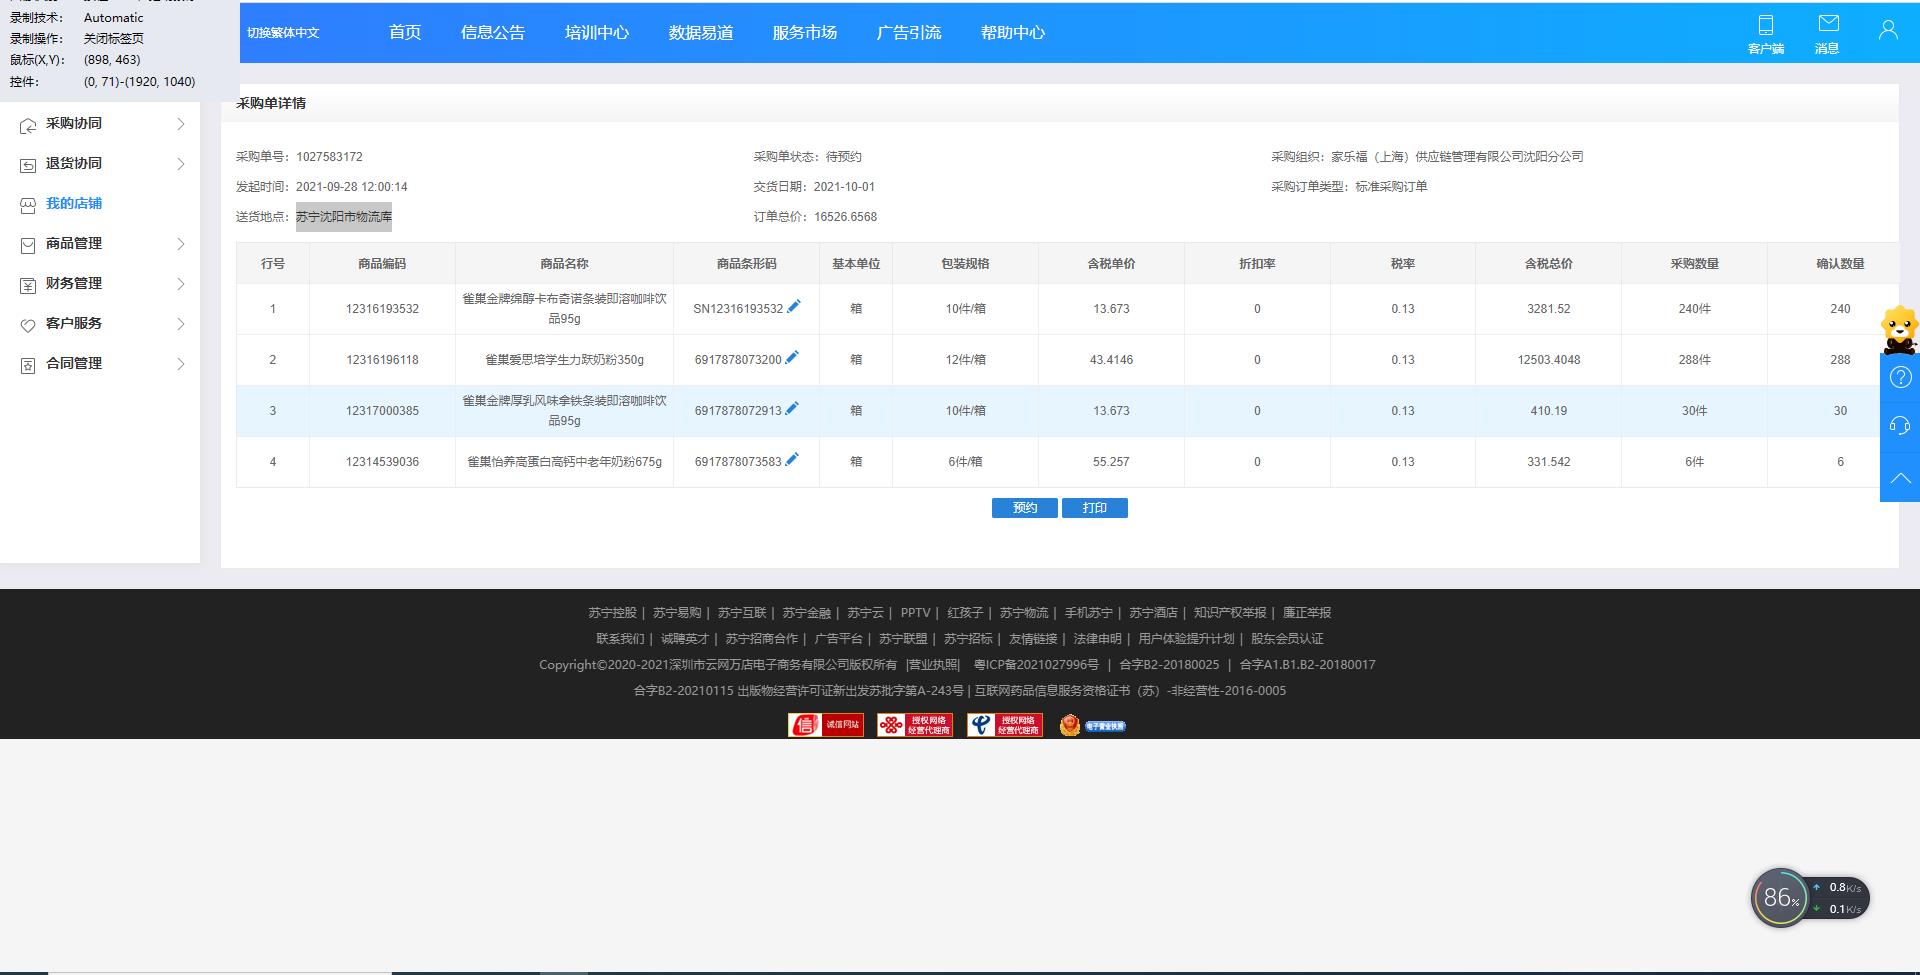 录制技术： Automatic
录制操作： 关闭标签页
鼠标(X,Y)： (898, 463)
控件： (0, 71)-(1920, 1040)
切换繁体中文 首页 信息公告 培训中心 数据易道 服务市场 广告引流 帮助中心 客户端 消息
采购协同
退货协同
我的店铺
商品管理
财务管理
客户服务
合同管理
采购单详情
采购单号：1027583172 采购单状态：待预约 采购组织：家乐福（上海）供应链管理有限公司沈阳分公司
发起时间：2021-09-28 12:00:14 交货日期：2021-10-01 采购订单类型：标准采购订单
送货地点：苏宁沈阳市物流库 订单总价：16526.6568
行号 商品编码 商品名称 商品条形码 基本单位 包装规格 含税单价 折扣率 税率 含税总价 采购数量 确认数量
1 12316193532 雀巢金牌绵醇卡布奇诺条装即溶咖啡饮品95g SN12316193532 箱 10件/箱 13.673 0 0.13 3281.52 240件 240
2 12316196118 雀巢爱思培学生力跃奶粉350g 6917878073200 箱 12件/箱 43.4146 0 0.13 12503.4048 288件 288
3 12317000385 雀巢金牌厚乳风味拿铁条装即溶咖啡饮品95g 6917878072913 箱 10件/箱 13.673 0 0.13 410.19 30件 30
4 12314539036 雀巢怡养高蛋白高钙中老年奶粉675g 6917878073583 箱 6件/箱 55.257 0 0.13 331.542 6件 6
预约 打印
苏宁控股 | 苏宁易购 | 苏宁互联 | 苏宁金融 | 苏宁云 | PPTV | 红孩子 | 苏宁物流 | 手机苏宁 | 苏宁酒店 | 知识产权举报 | 廉正举报
联系我们 | 诚聘英才 | 苏宁招商合作 | 广告平台 | 苏宁联盟 | 苏宁招标 | 友情链接 | 法律申明 | 用户体验提升计划 | 股东会员认证
Copyright©2020-2021深圳市云网万店电子商务有限公司版权所有 |营业执照| 粤ICP备2021027996号 | 合字B2-20180025 | 合字A1.B1.B2-20180017
合字B2-20210115 出版物经营许可证新出发苏批字第A-243号 | 互联网药品信息服务资格证书（苏）-非经营性-2016-0005
信 诚信网站 授权网络 经营代理商 授权网络 经营代理商 电子营业执照
86% 0.8K/s
0.1K/s